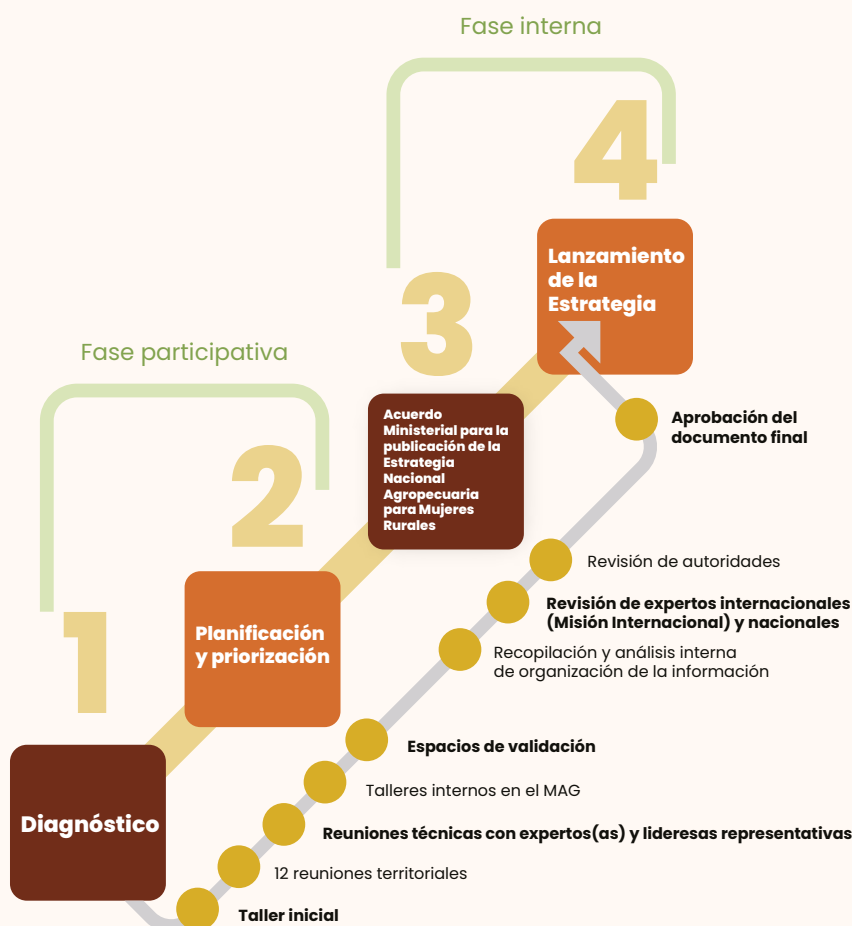 Fase interna
4
Lanzamiento
de la
Estrategia
3
Fase participativa
Acuerdo
Ministerial para la
publicación de la
Estrategia
Nacional
Agropecuaria
para Mujeres
Rurales
Aprobación del
documento final
2
Revisión de autoridades
Planificación
y priorización
Revisión de expertos internacionales
(Misión Internacional) y nacionales
1
Recopilación y análisis interna
de organización de la información
Espacios de validación
Talleres internos en el MAG
Diagnóstico
Reuniones técnicas con expertos(as) y lideresas representativas
12 reuniones territoriales
Taller inicial